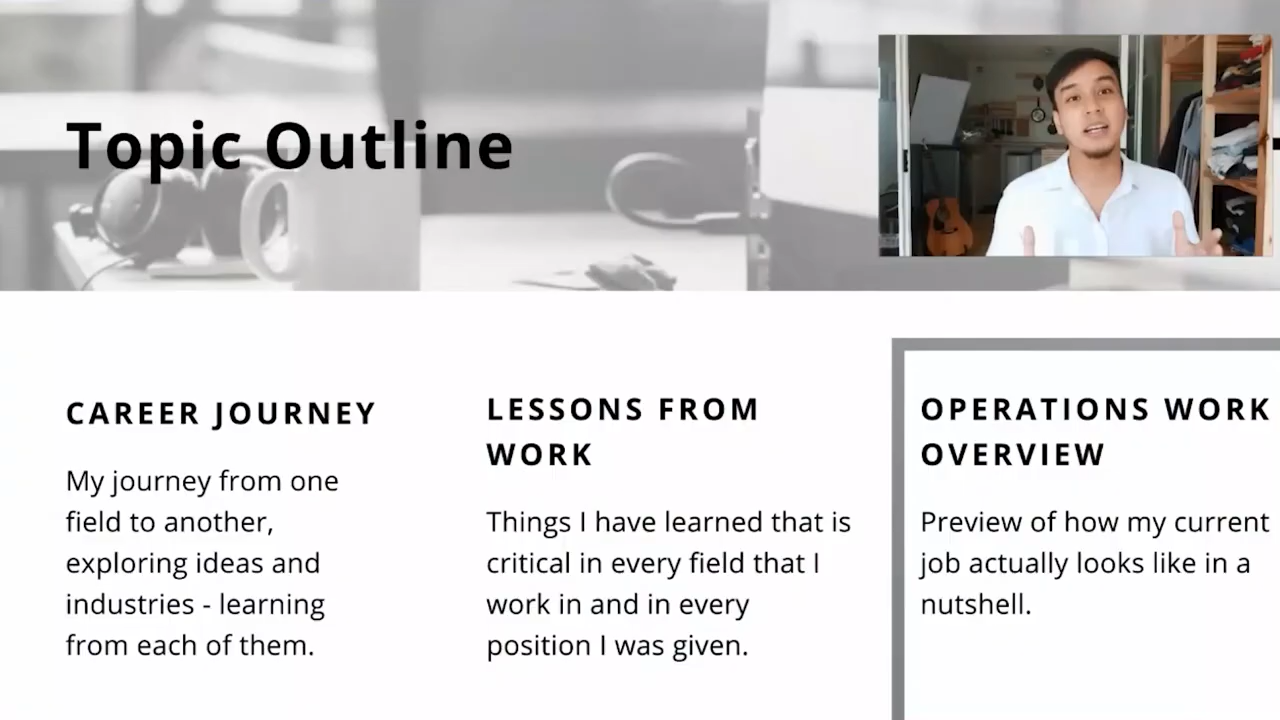 Topic Outline
CAREER JOURNEY
My journey from one
field to another,
exploring ideas and
industries - learning
from each of them.
LESSONS FROM
WORK
Things I have learned that is
critical in every field that I
work in and in every
position I was given.
OPERATIONS WORK
OVERVIEW
Preview of how my current
job actually looks like in a
nutshell.